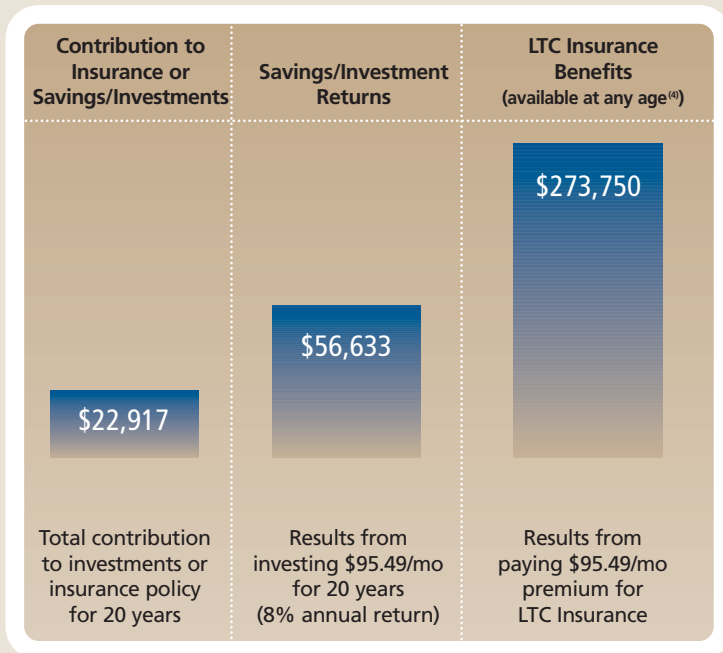 Contribution to
Insurance or
Savings/Investments
Savings/Investment
Returns
LTC Insurance
Benefits
(available at any age(4))
$22,917
$56,633
$273,750
Total contribution
to investments or
insurance policy
for 20 years
Results from
investing $95.49/mo
for 20 years
(8% annual return)
Results from
paying $95.49/mo
premium for
LTC Insurance